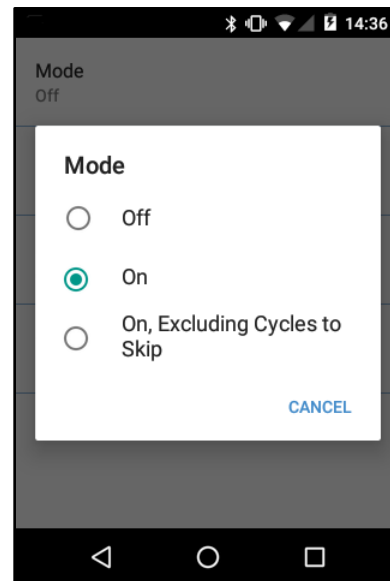 14:36
Mode
Off
Mode
Off
On
On, Excluding Cycles to
Skip
CANCEL